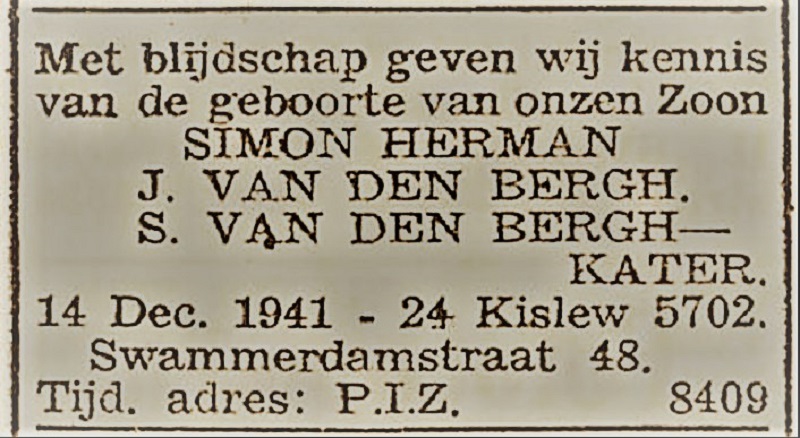 Met blijdschap geven wij kennis
van de geboorte van onzen Zoon
SIMON HERMAN
J. VAN DEN BERGH.
S. VAN DEN BERGH—
KATER.
14 Dec. 1941 - 24 Kislew 5702.
Swammerdamstraat 48.
Tijd. adres: P.I.Z. 8409